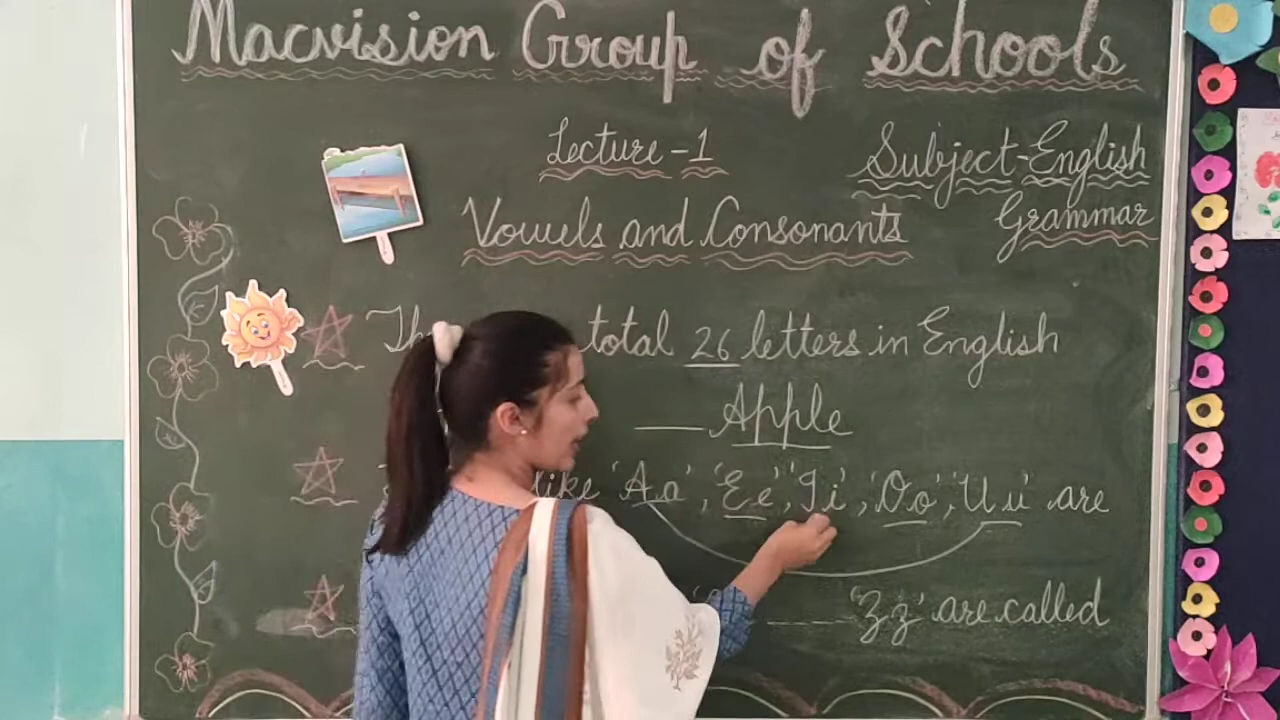 Macvision Group of Schools
Lecture-1
Subject-English
Grammar
Vowels and Consonants
total 26 letters in English
Apple
like 'Aa', 'Ee', 'Ii', 'Oo', 'Uu' are
'Zz' are called